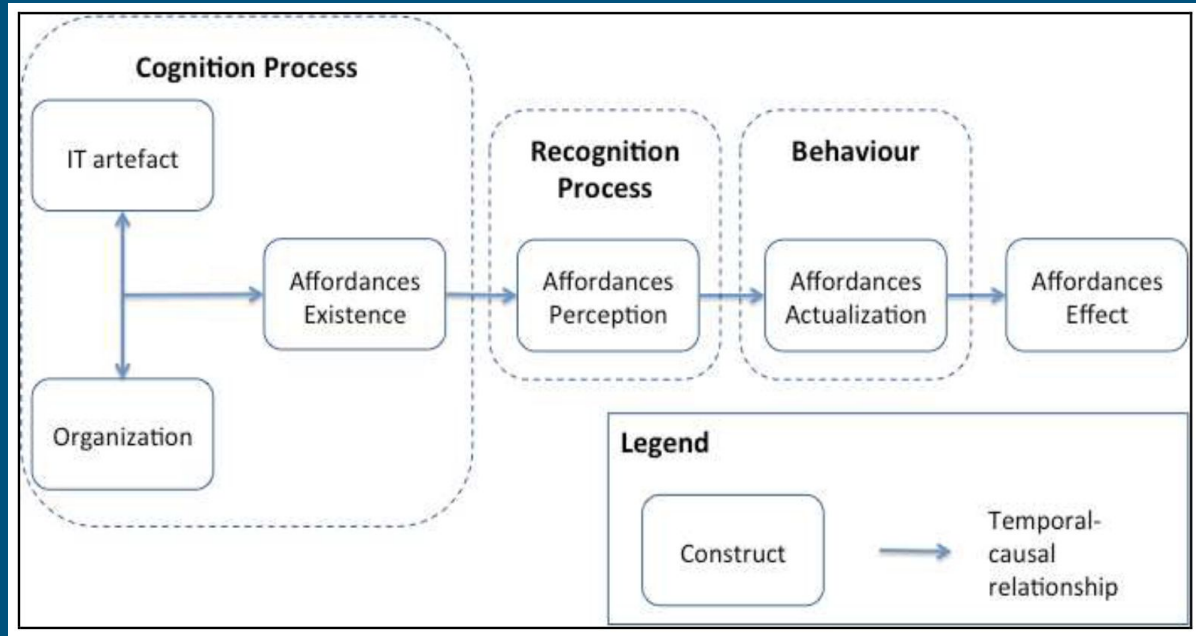 Cognition Process
IT artefact
Organization
Affordances
Existence
Recognition
Process
Affordances
Perception
Behaviour
Affordances
Actualization
Affordances
Effect
Legend
Construct
Temporal-
causal
relationship